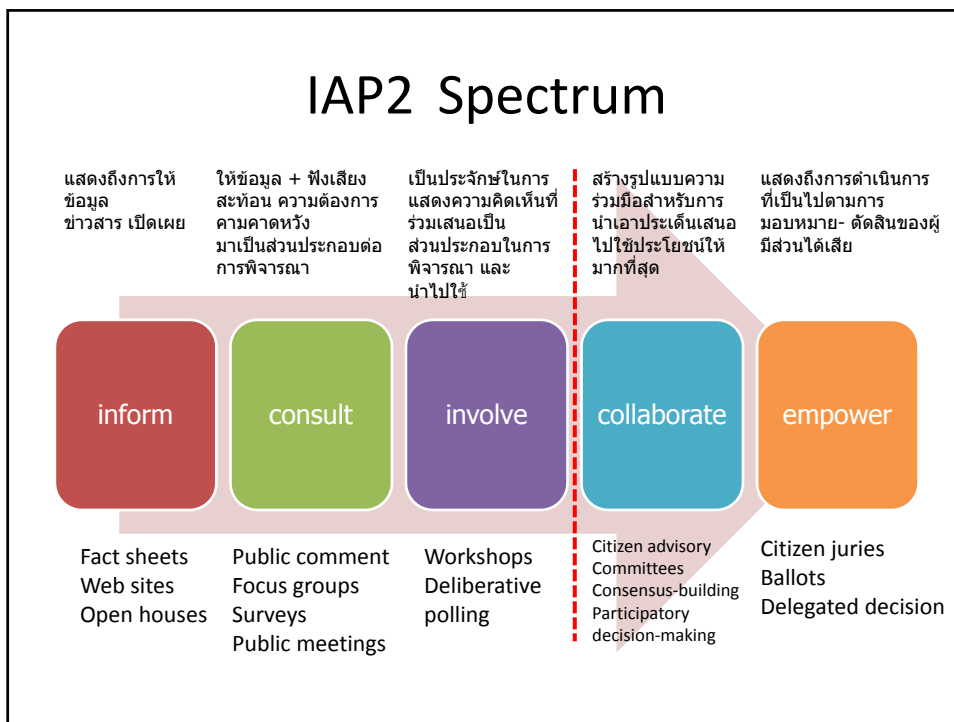 IAP2 Spectrum
แสดงถึงการให้
ข้อมูล
ข่าวสาร เปิดเผย
ให้ข้อมูล + ฟังเสียง
สะท้อน ความต้องการ
คามคาดหวัง
มาเป็นส่วนประกอบต่อ
การพิจารณา
เป็นประจักษ์ในการ
แสดงความคิดเห็นที่
ร่วมเสนอเป็น
ส่วนประกอบในการ
พิจารณา และ
นำไปใช้
สร้างรูปแบบความ
ร่วมมือสำหรับการ
นำเอาประเด็นเสนอ
ไปใช้ประโยชน์ให้
มากที่สุด
แสดงถึงการดำเนินการ
ที่เป็นไปตามการ
มอบหมาย- ตัดสินของผู้
มีส่วนได้เสีย
inform
consult
involve
collaborate
empower
Fact sheets
Web sites
Open houses
Public comment
Focus groups
Surveys
Public meetings
Workshops
Deliberative
polling
Citizen advisory
Committees
Consensus-building
Participatory
decision-making
Citizen juries
Ballots
Delegated decision